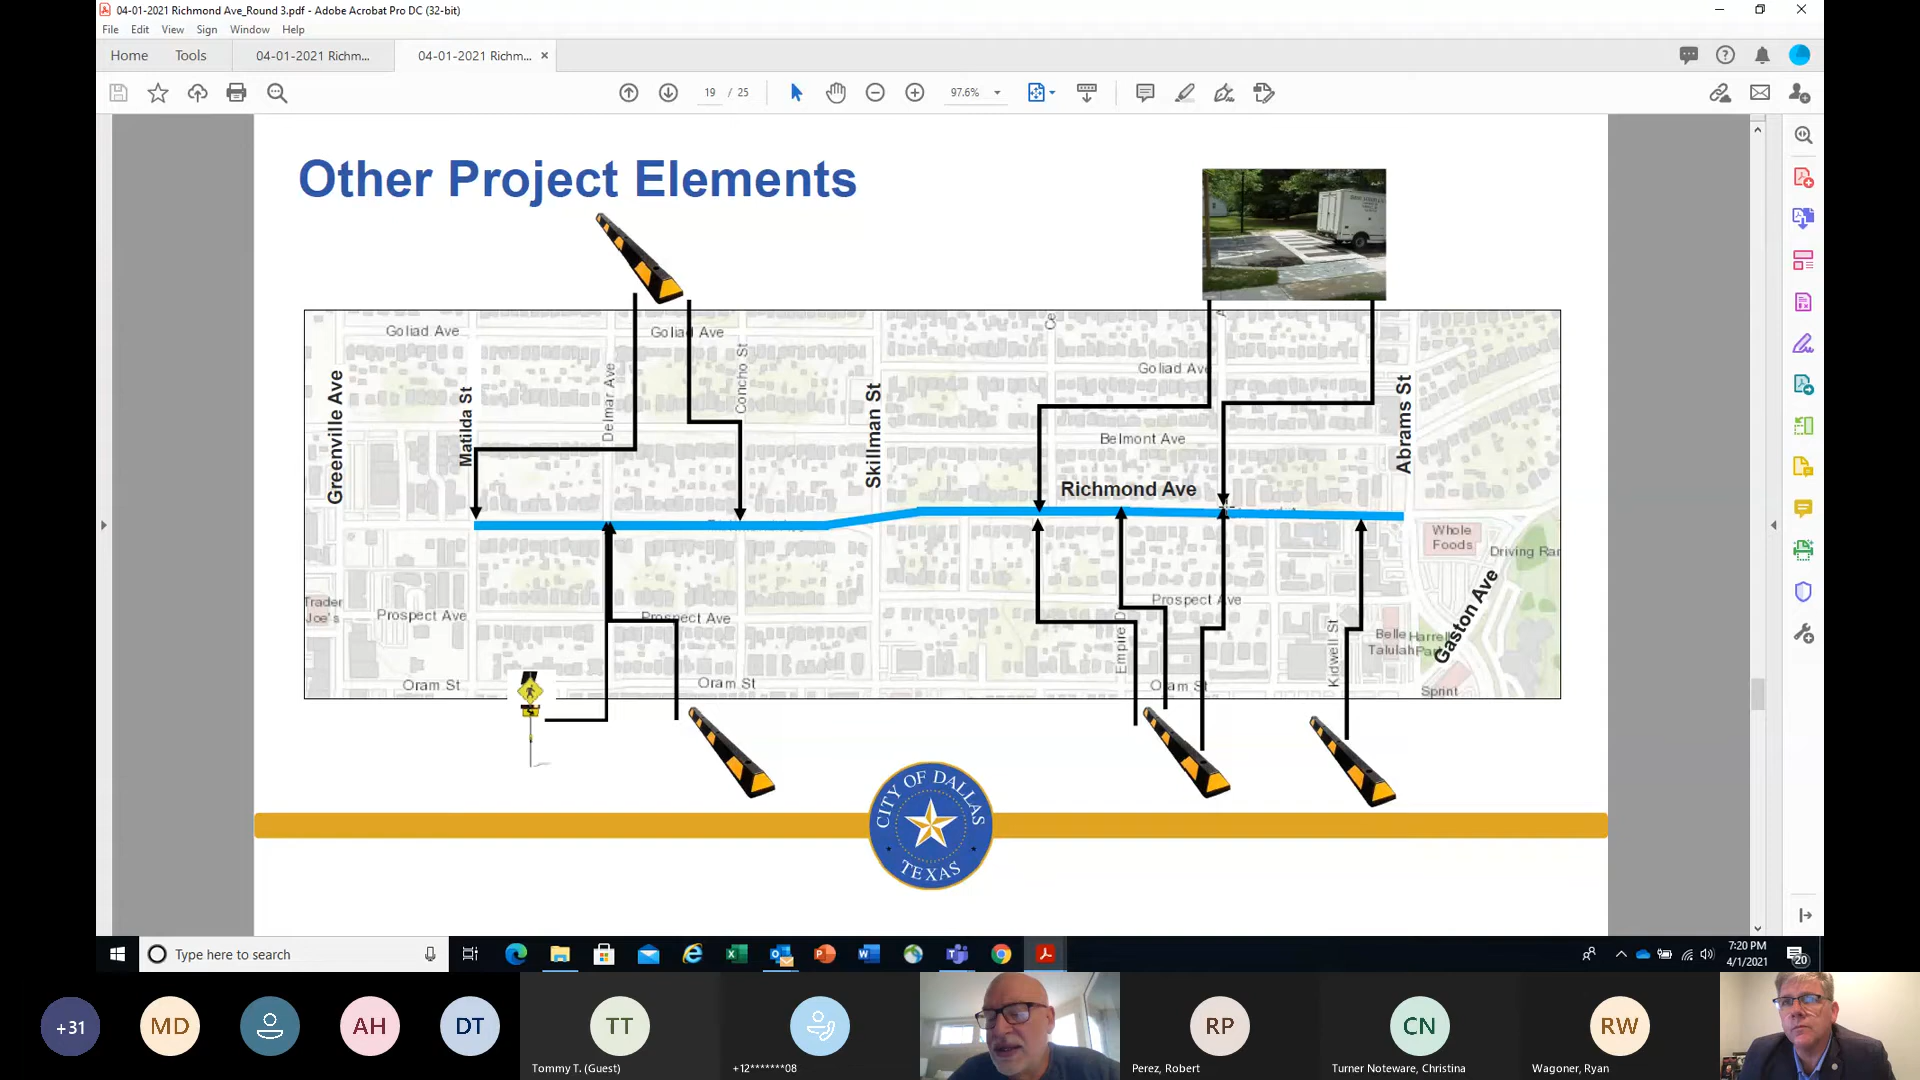 04-01-2021 Richmond Ave_Round 3.pdf - Adobe Acrobat Pro DC (32-bit)
File Edit View Sign Window Help
Home Tools 04-01-2021 Richm... 04-01-2021 Richm... ×
19 / 25 97.6%
Other Project Elements
Goliad Ave
Goliad Ave
Goliad Ave
Greenville Ave
Matilda St
Delmar Ave
Concho St
Skillman St
Belmont Ave
Abrams St
Richmond Ave
Whole
Foods
Driving Ran
Trader
Joe's
Prospect Ave
Prospect Ave
Prospect Ave
Kidwell St
Belle
Talulah
Gaston Ave
Oram St
Oram St
Oram St
Sprint
CITY OF DALLAS
TEXAS
Type here to search
7:20 PM
4/1/2021
20
+31 MD AH DT TT RP CN RW
Tommy T. (Guest) +12*******08 Perez, Robert Turner Noteware, Christina Wagoner, Ryan